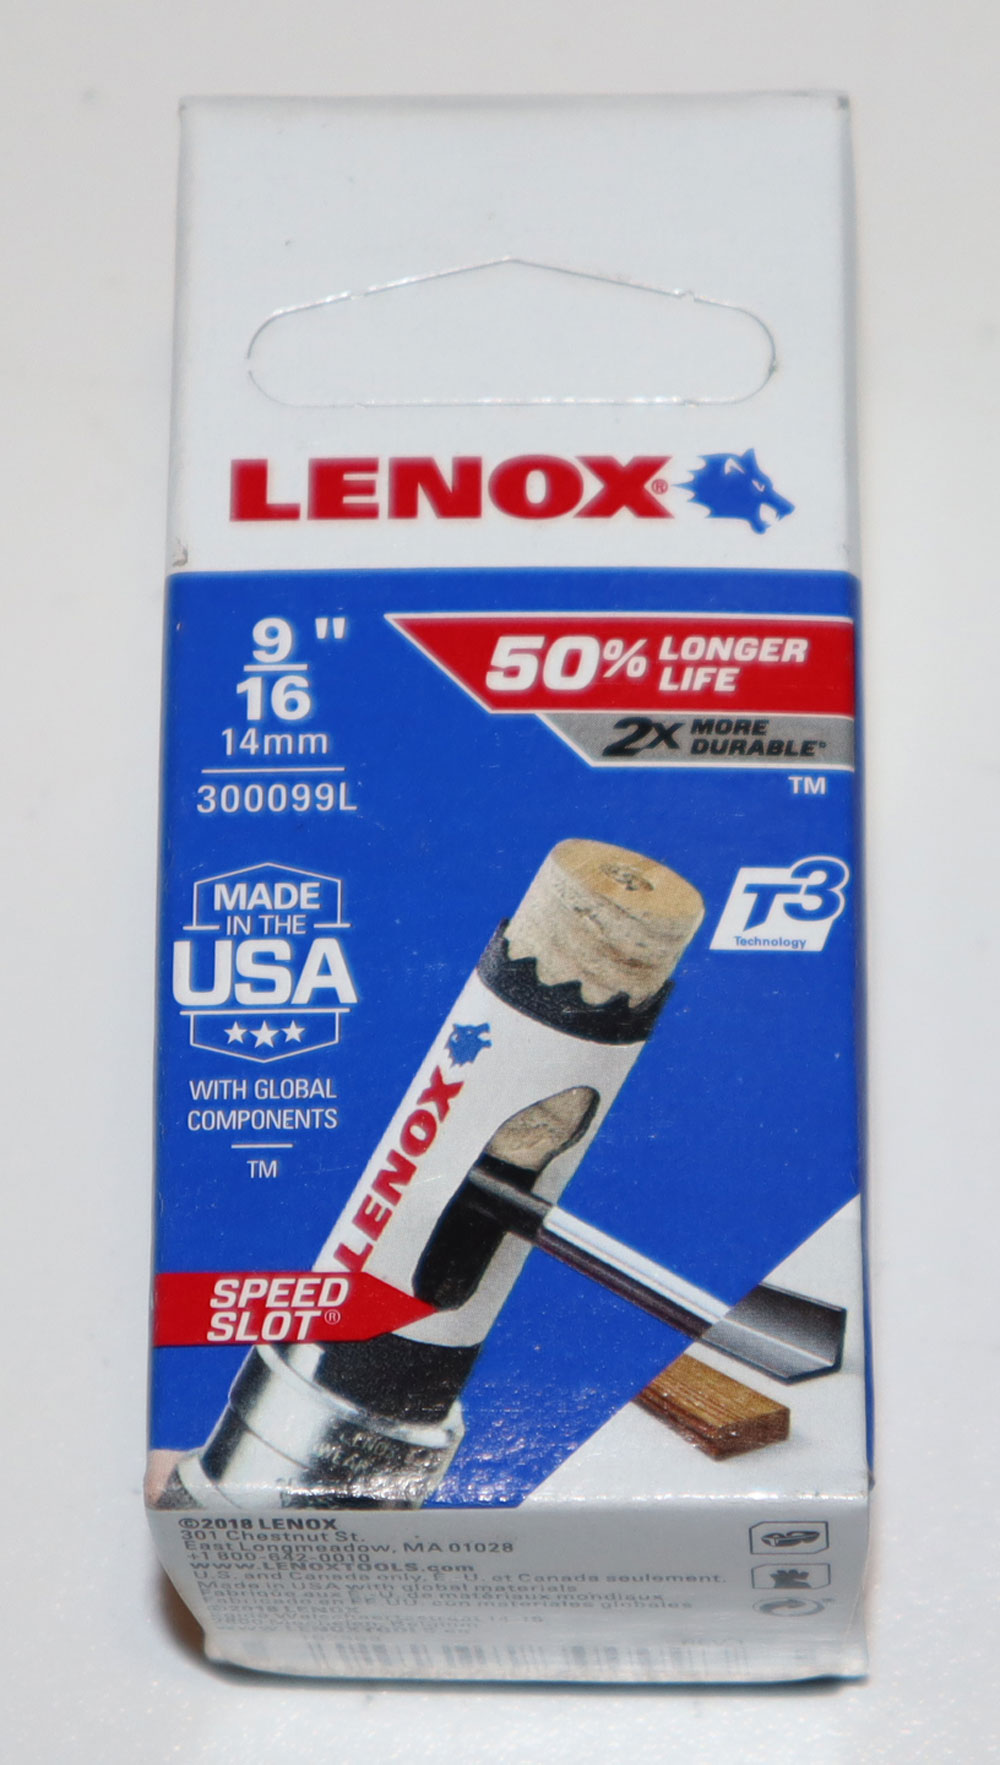 LENOX®
9"
16
14mm
300099L
50% LONGER
LIFE
2X MORE
DURABLE°
TM
T3
Technology
MADE
IN THE
USA
WITH GLOBAL
COMPONENTS
TM
LENOX
SPEED
SLOT®
©2018 LENOX
301 Chestnut St.
East Longmeadow, MA 01028
+1 800-642-0010
www.LENOXTOOLS.com
U.S. and Canada only, É.-U. et Canada seulement.
Made in USA with global materials